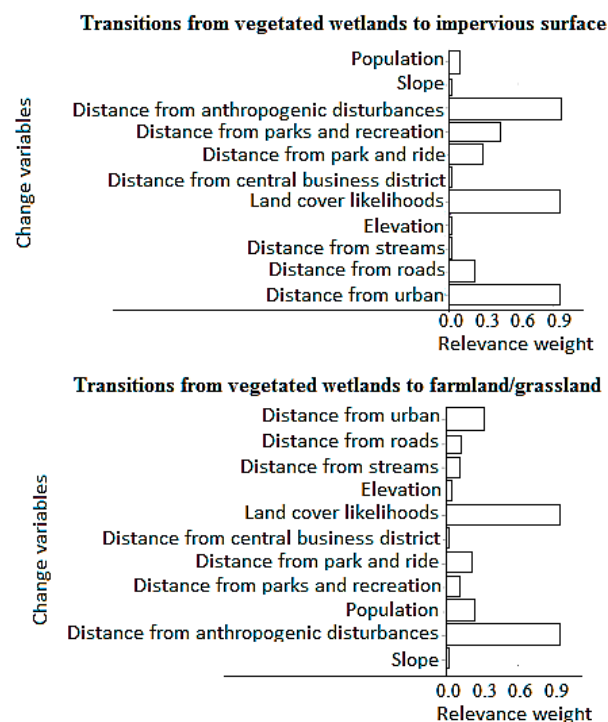 Transitions from vegetated wetlands to impervious surface
Change variables
Population
Slope
Distance from anthropogenic disturbances
Distance from parks and recreation
Distance from park and ride
Distance from central business district
Land cover likelihoods
Elevation
Distance from streams
Distance from roads
Distance from urban
0.0 0.3 0.6 0.9
Relevance weight
Transitions from vegetated wetlands to farmland/grassland
Change variables
Distance from urban
Distance from roads
Distance from streams
Elevation
Land cover likelihoods
Distance from central business district
Distance from park and ride
Distance from parks and recreation
Population
Distance from anthropogenic disturbances
Slope
0.0 0.3 0.6 0.9
Relevance weight